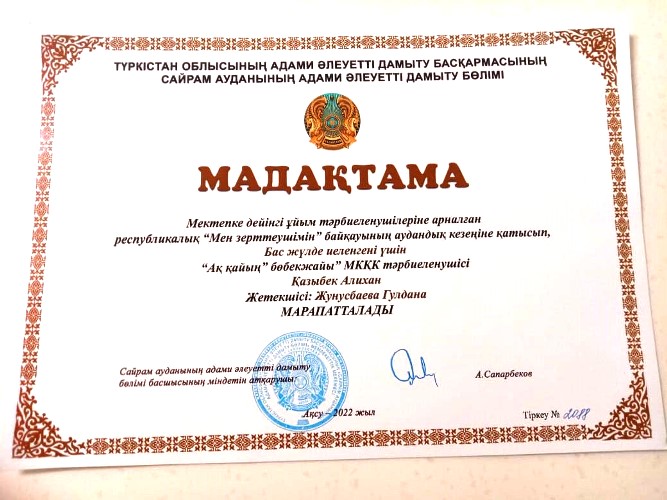 ТҮРКІСТАН ОБЛЫСЫНЫҢ АДАМИ ӘЛЕУЕТТІ ДАМЫТУ БАСҚАРМАСЫНЫҢ
САЙРАМ АУДАНЫНЫҢ АДАМИ ӘЛЕУЕТТІ ДАМЫТУ БӨЛІМІ
МАДАҚТАМА
Мектепке дейінгі ұйым тәрбиеленушілеріне арналған
республикалық “Мен зерттеушімін” байқауының аудандық кезеңіне қатысып,
Бас жүлде иеленгені үшін
“Ақ қайың” бөбекжайы” МКҚК тәрбиеленушісі
Қазыбек Алихан
Жетекшісі: Жунусбаева Гулдана
МАРАПАТТАЛАДЫ
Сайрам ауданының адами әлеуетті дамыту
бөлімі басшысының міндетін атқарушы:
А.Сапарбеков
Ақсу – 2022 жыл
Тіркеу № 2088